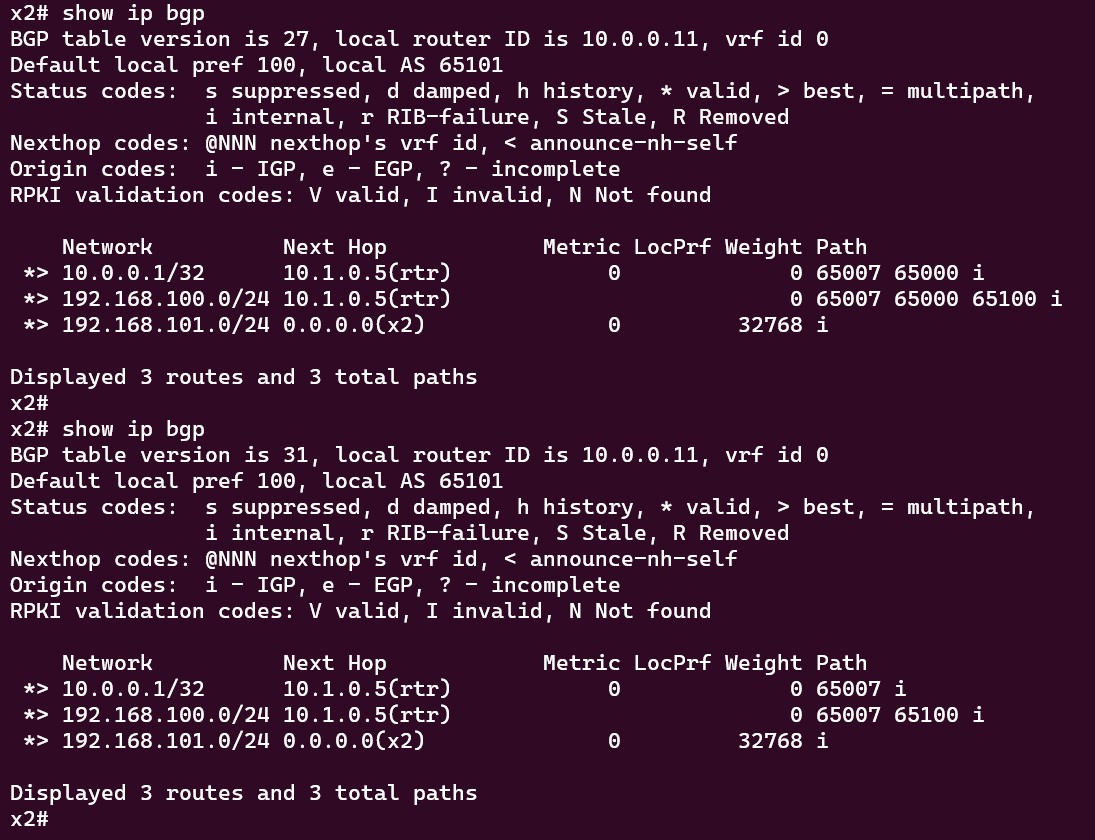 x2# show ip bgp
BGP table version is 27, local router ID is 10.0.0.11, vrf id 0
Default local pref 100, local AS 65101
Status codes:  s suppressed, d damped, h history, * valid, > best, = multipath,
               i internal, r RIB-failure, S Stale, R Removed
Nexthop codes: @NNN nexthop's vrf id, < announce-nh-self
Origin codes:  i - IGP, e - EGP, ? - incomplete
RPKI validation codes: V valid, I invalid, N Not found

    Network          Next Hop            Metric LocPrf Weight Path
 *> 10.0.0.1/32      10.1.0.5(rtr)            0             0 65007 65000 i
 *> 192.168.100.0/24 10.1.0.5(rtr)                          0 65007 65000 65100 i
 *> 192.168.101.0/24 0.0.0.0(x2)              0         32768 i

Displayed 3 routes and 3 total paths
x2#
x2# show ip bgp
BGP table version is 31, local router ID is 10.0.0.11, vrf id 0
Default local pref 100, local AS 65101
Status codes:  s suppressed, d damped, h history, * valid, > best, = multipath,
               i internal, r RIB-failure, S Stale, R Removed
Nexthop codes: @NNN nexthop's vrf id, < announce-nh-self
Origin codes:  i - IGP, e - EGP, ? - incomplete
RPKI validation codes: V valid, I invalid, N Not found

    Network          Next Hop            Metric LocPrf Weight Path
 *> 10.0.0.1/32      10.1.0.5(rtr)            0             0 65007 i
 *> 192.168.100.0/24 10.1.0.5(rtr)                          0 65007 65100 i
 *> 192.168.101.0/24 0.0.0.0(x2)              0         32768 i

Displayed 3 routes and 3 total paths
x2#